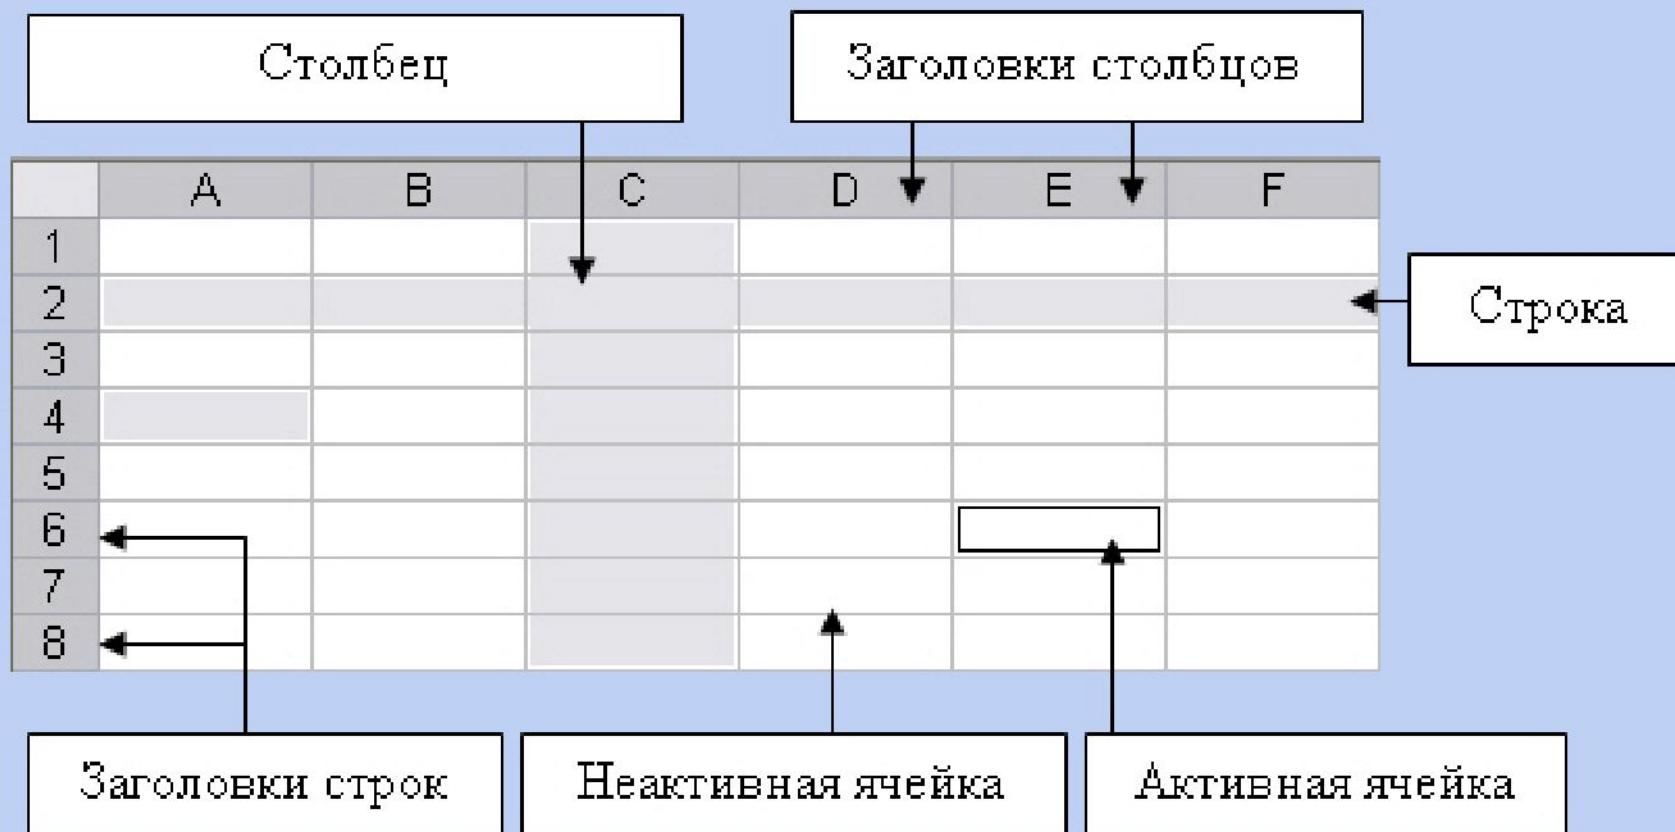 Столбец
Заголовки столбцов
A B C D E F
1
2
Строка
3
4
5
6
7
8
Заголовки строк
Неактивная ячейка
Активная ячейка